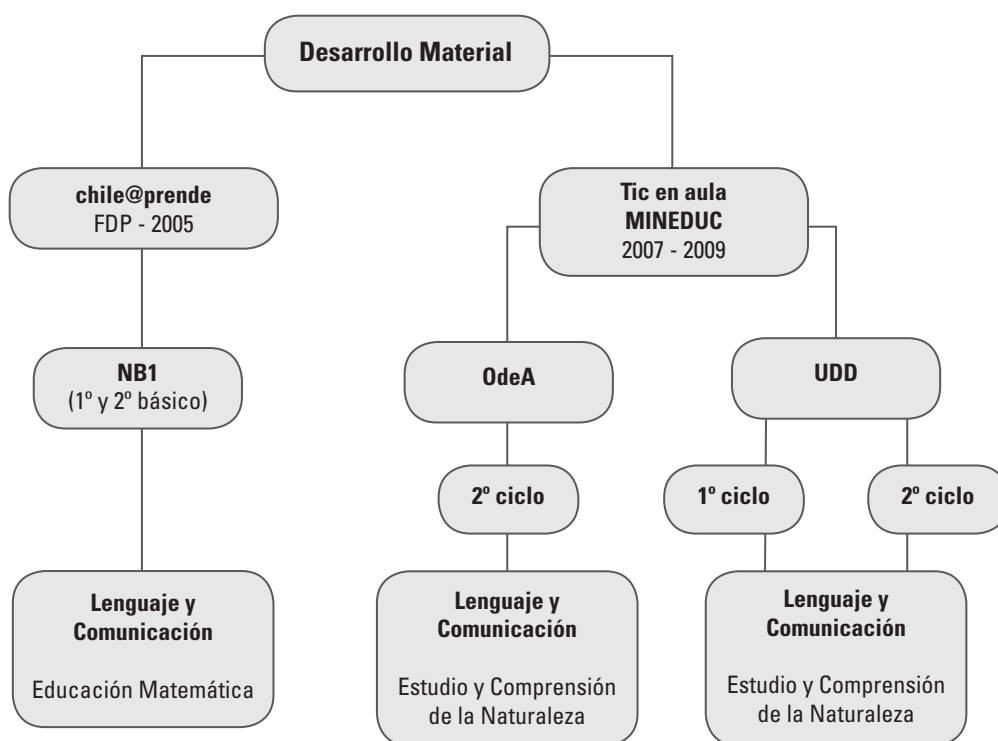 Desarrollo Material
chile@prende
FDP - 2005
Tic en aula
MINEDUC
2007 - 2009
NB1
(1º y 2º básico)
OdeA
UDD
2º ciclo
1º ciclo
2º ciclo
Lenguaje y
Comunicación
Educación Matemática
Lenguaje y
Comunicación
Estudio y Comprensión
de la Naturaleza
Lenguaje y
Comunicación
Estudio y Comprensión
de la Naturaleza